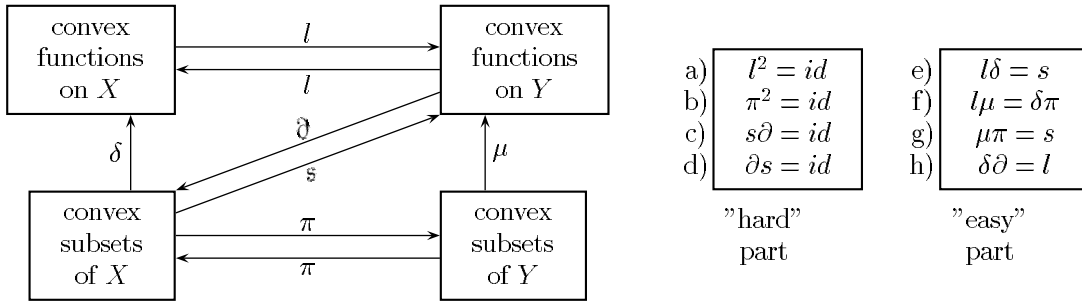 convex
functions
on X
convex
functions
on Y
l
l
∂
s
δ
μ
convex
subsets
of X
convex
subsets
of Y
π
π
a) l² = id
b) π² = id
c) s∂ = id
d) ∂s = id
"hard"
part
e) lδ = s
f) lμ = δπ
g) μπ = s
h) δ∂ = l
"easy"
part